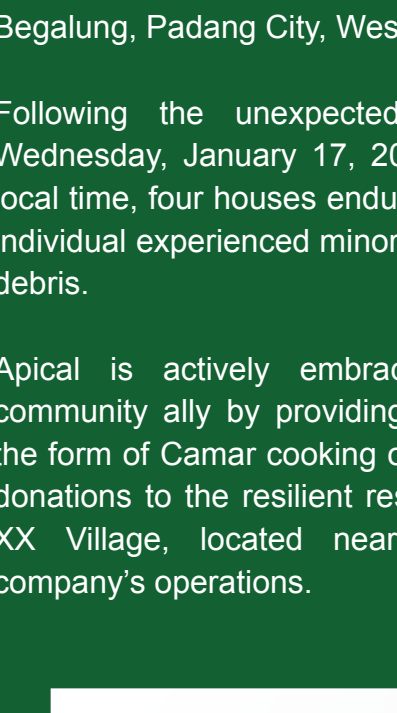 Begalung, Padang City, Wes
Following the unexpected
Wednesday, January 17, 20
local time, four houses endu
individual experienced minor
debris.
Apical is actively embrac
community ally by providing
the form of Camar cooking o
donations to the resilient res
XX Village, located near
company’s operations.